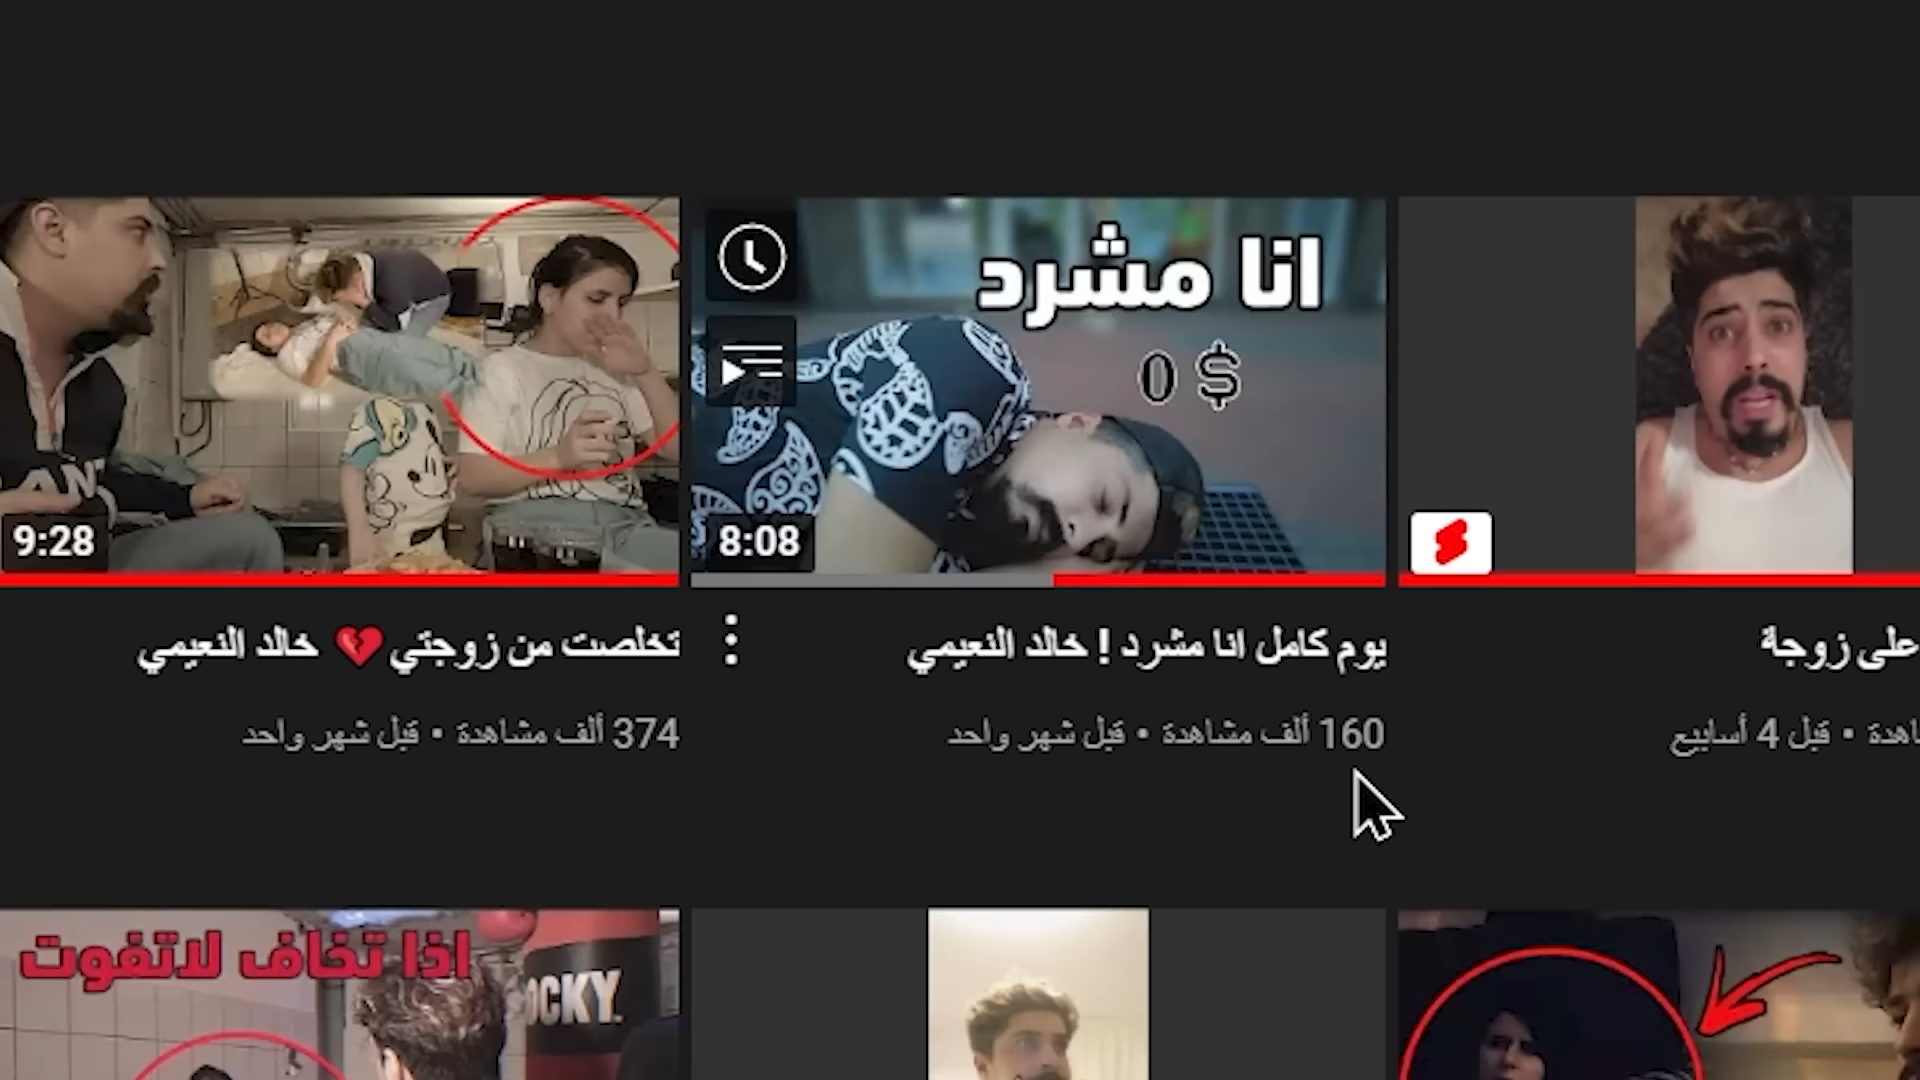 انا مشرد
0 $
8:08
9:28
على زوجة
يوم كامل انا مشرد ! خالد النعيمي
تخلصت من زوجتي 💔 خالد النعيمي
اهدة • قبل 4 أسابيع
160 ألف مشاهدة • قبل شهر واحد
374 ألف مشاهدة • قبل شهر واحد
اذا تخاف لاتفوت
OCKY.